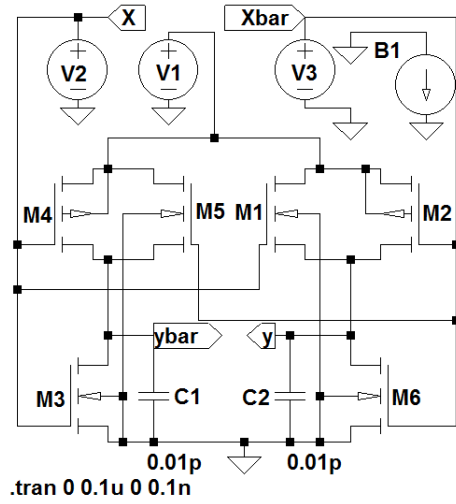 X Xbar
V2 V1 V3 B1
M4 M5 M1 M2
ybar y
M3 C1 C2 M6
0.01p 0.01p
.tran 0 0.1u 0 0.1n